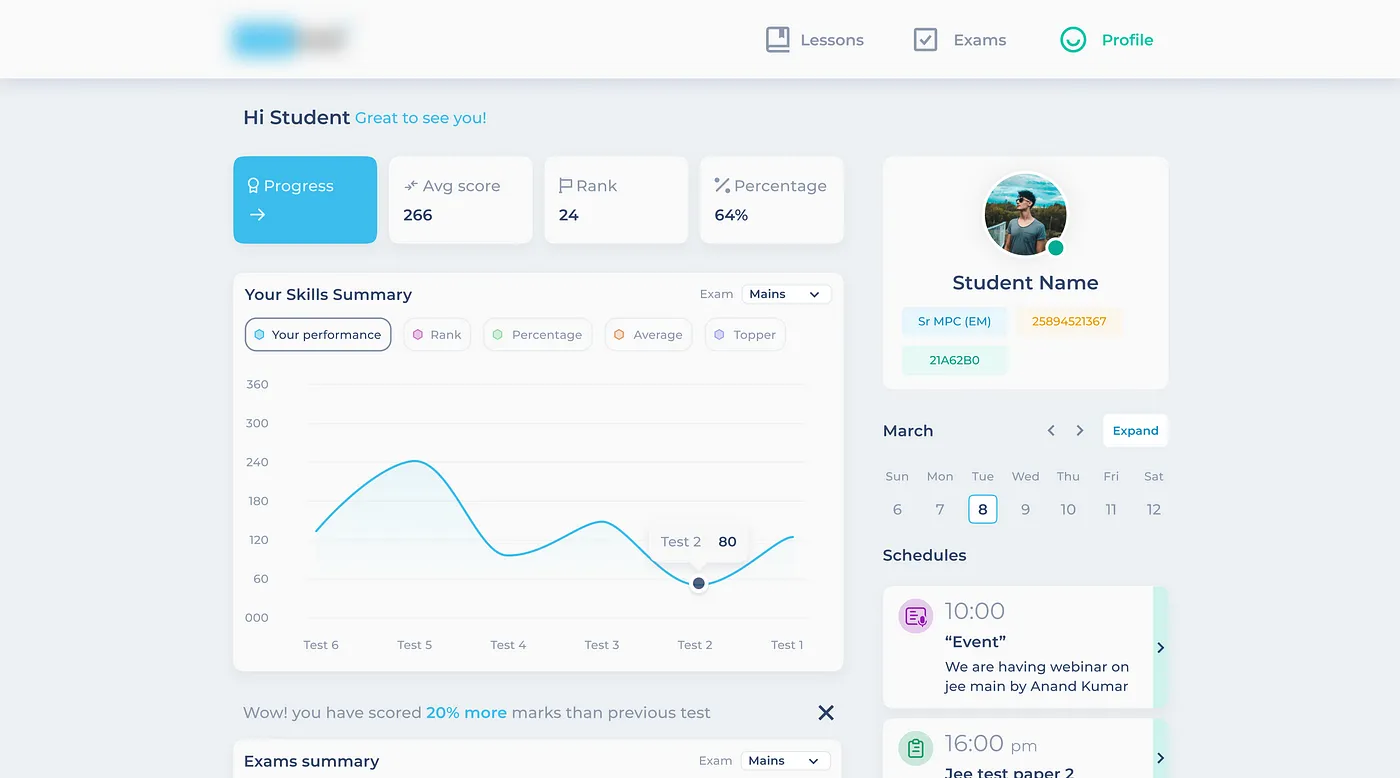 Lessons
Exams
Profile
Hi Student Great to see you!
Progress
Avg score
266
Rank
24
Percentage
64%
Your Skills Summary
Exam Mains
Your performance
Rank
Percentage
Average
Topper
360
300
240
180
120
60
000
Test 2 80
Test 6
Test 5
Test 4
Test 3
Test 2
Test 1
Wow! you have scored 20% more marks than previous test
Exams summary
Exam Mains
Student Name
Sr MPC (EM)
25894521367
21A62B0
March
Expand
Sun Mon Tue Wed Thu Fri Sat
6 7 8 9 10 11 12
Schedules
10:00
“Event”
We are having webinar on
jee main by Anand Kumar
16:00 pm
Jee test paper 2